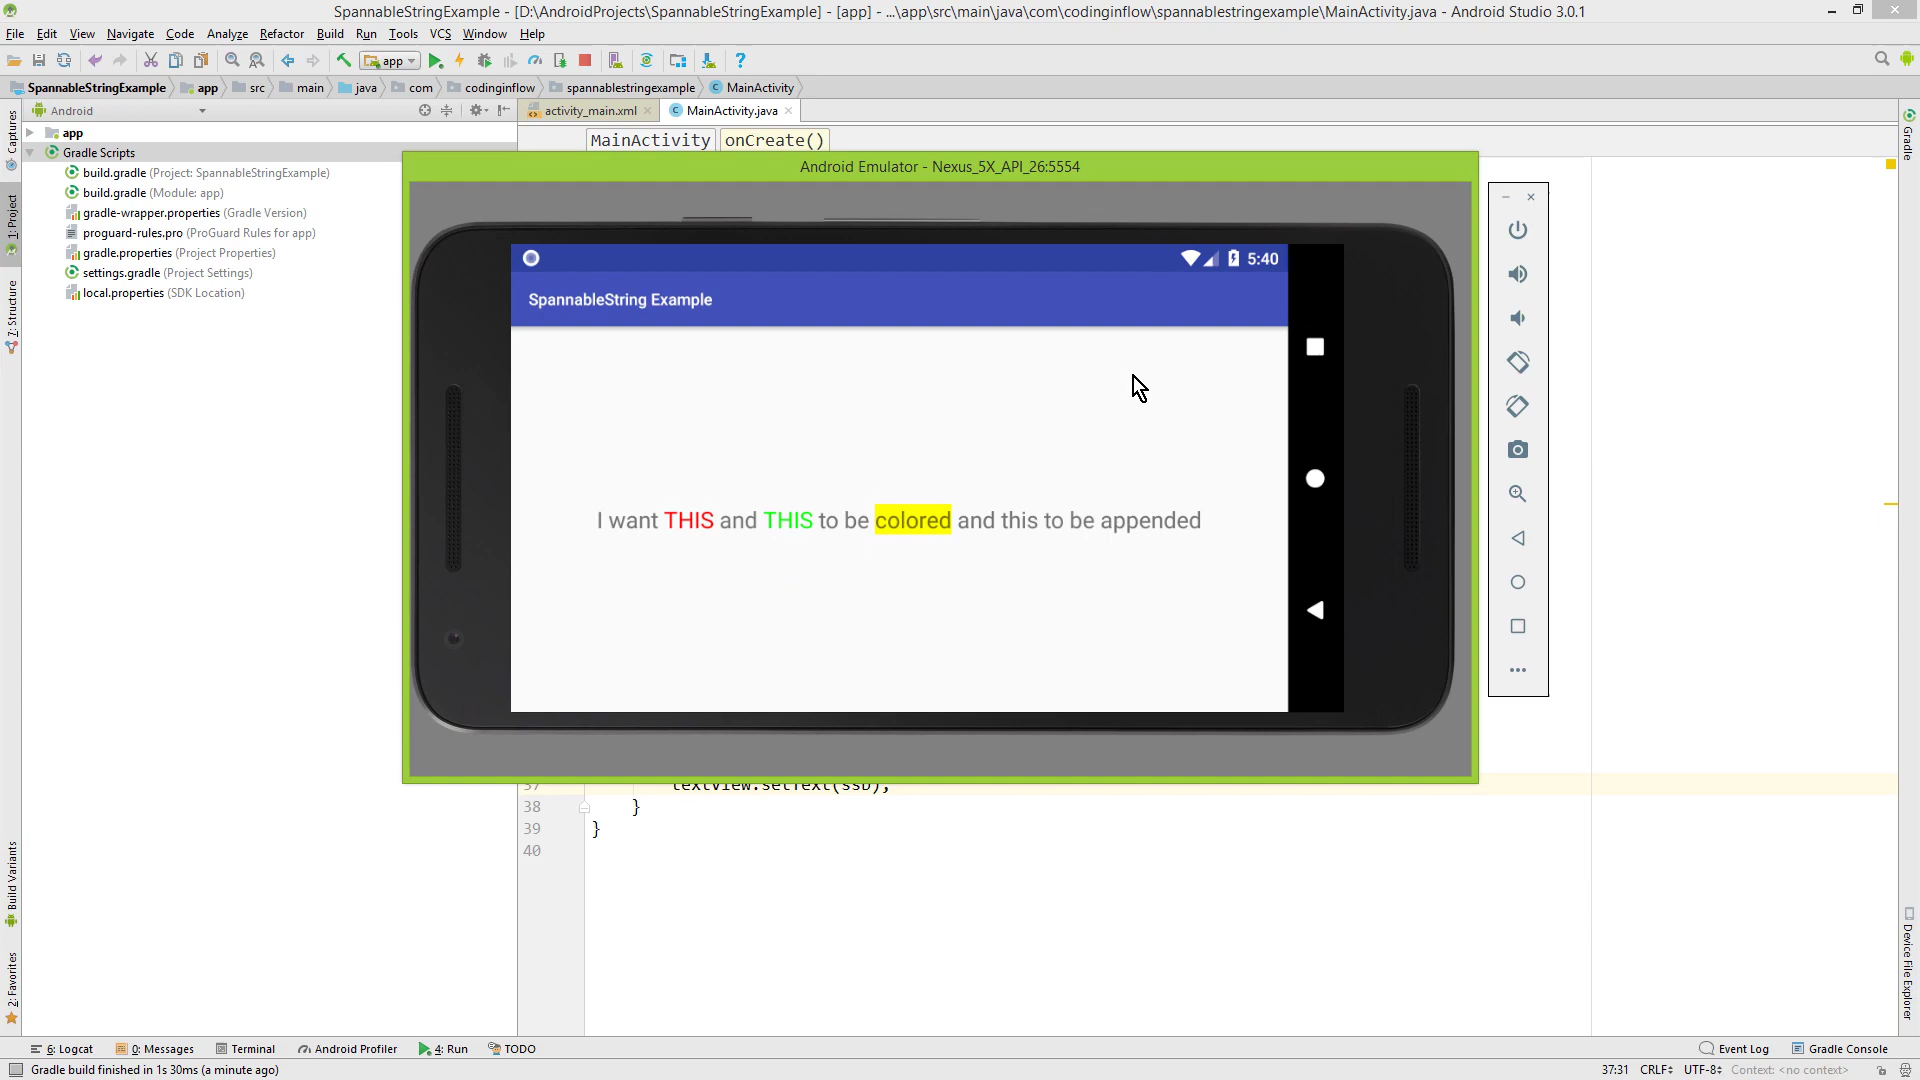 SpannableStringExample - [D:\AndroidProjects\SpannableStringExample] - [app] - ...\app\src\main\java\com\codinginflow\spannablestringexample\MainActivity.java - Android Studio 3.0.1
File Edit View Navigate Code Analyze Refactor Build Run Tools VCS Window Help
app
SpannableStringExample app src main java com codinginflow spannablestringexample MainActivity
Android
activity_main.xml MainActivity.java
MainActivity onCreate()
app
Gradle Scripts
build.gradle (Project: SpannableStringExample)
build.gradle (Module: app)
gradle-wrapper.properties (Gradle Version)
proguard-rules.pro (ProGuard Rules for app)
gradle.properties (Project Properties)
settings.gradle (Project Settings)
local.properties (SDK Location)
Captures
1: Project
7: Structure
Build Variants
2: Favorites
Android Emulator - Nexus_5X_API_26:5554
5:40
SpannableString Example
I want THIS and THIS to be colored and this to be appended
37 textView.setText(ssb);
38 }
39 }
40
Gradle
Device File Explorer
6: Logcat 0: Messages Terminal Android Profiler 4: Run TODO Event Log Gradle Console
Gradle build finished in 1s 30ms (a minute ago) 37:31 CRLF UTF-8 Context: <no context>